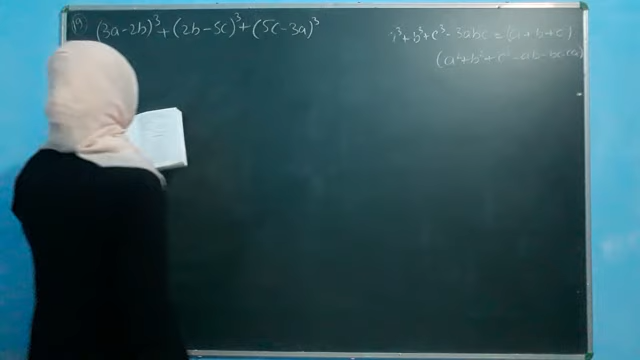 (3a-2b)³+(2b-5c)³+(5c-3a)³
a³+b³+c³-3abc=(a+b+c)
(a²+b²+c²-ab-bc-ca)